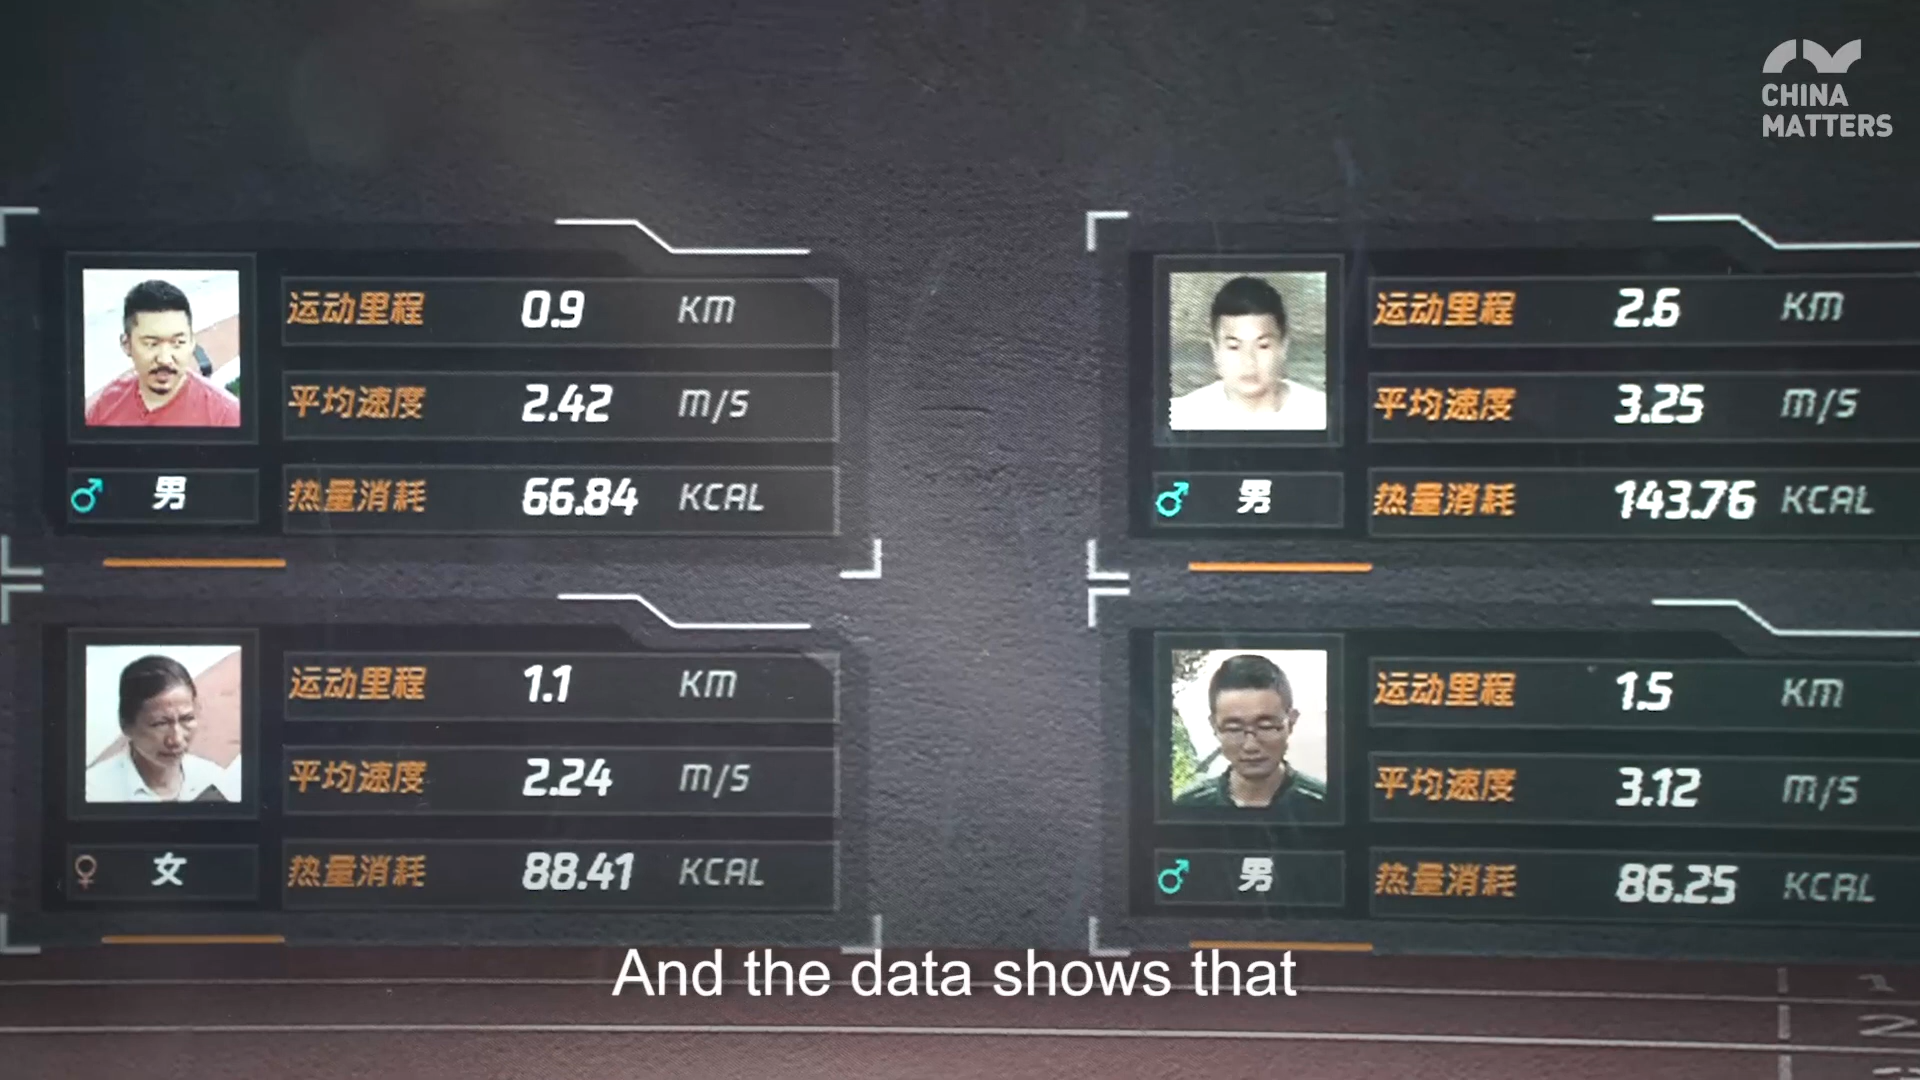 CHINA
MATTERS
运动里程 0.9 KM
平均速度 2.42 m/s
热量消耗 66.84 KCAL
♂ 男
运动里程 2.6 KM
平均速度 3.25 m/s
热量消耗 143.76 KCAL
♂ 男
运动里程 1.1 KM
平均速度 2.24 m/s
热量消耗 88.41 KCAL
♀ 女
运动里程 1.5 KM
平均速度 3.12 m/s
热量消耗 86.25 KCAL
♂ 男
And the data shows that
1
2